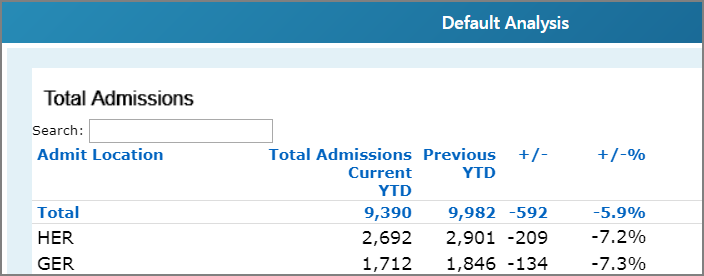 Default Analysis
Total Admissions
Search:
Admit Location Total Admissions Previous +/- +/-%
Current YTD
YTD
Total 9,390 9,982 -592 -5.9%
HER 2,692 2,901 -209 -7.2%
GER 1,712 1,846 -134 -7.3%